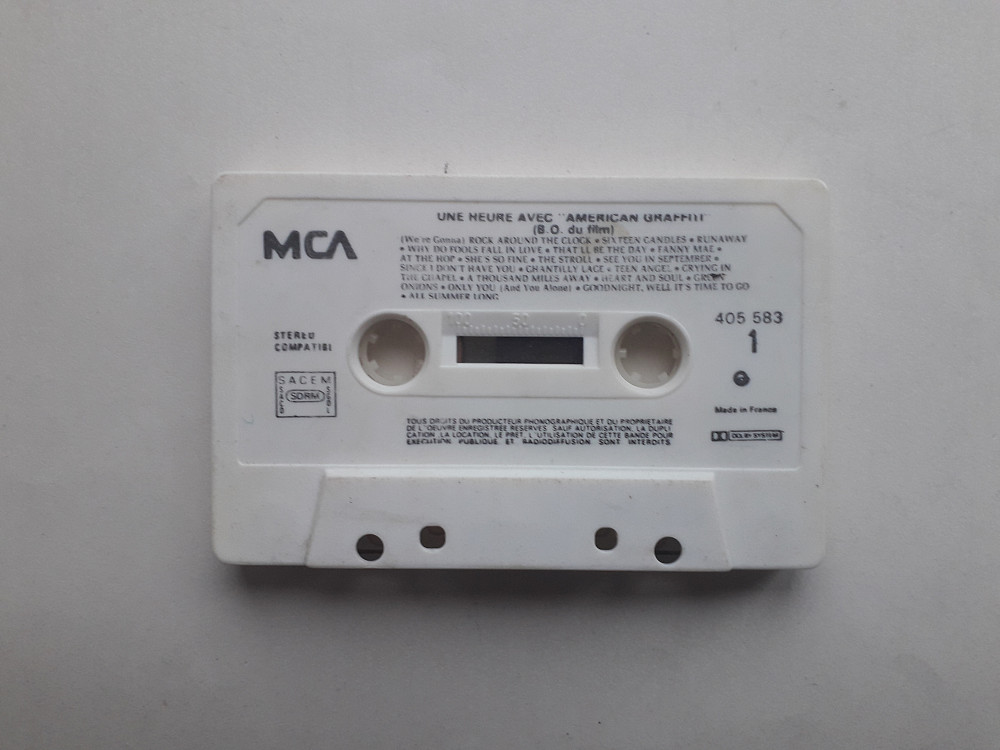 UNE HEURE AVEC "AMERICAN GRAFFITI"
(B.O. du film)
MCA
(We're Gonna) ROCK AROUND THE CLOCK • SIXTEEN CANDLES • RUNAWAY
• WHY DO FOOLS FALL IN LOVE • THAT'LL BE THE DAY • FANNY MAE •
AT THE HOP • SHE'S SO FINE • THE STROLL • SEE YOU IN SEPTEMBER •
SINCE I DON'T HAVE YOU • CHANTILLY LACE • TEEN ANGEL • CRYING IN
THE CHAPEL • A THOUSAND MILES AWAY • HEART AND SOUL • GREEN
ONIONS • ONLY YOU (And You Alone) • GOODNIGHT, WELL IT'S TIME TO GO
• ALL SUMMER LONG
100 50 0
405 583
1
STEREO
COMPATIBL
SACEM
SACD SDRM SGDL
Made in France
DOLBY SYSTEM
TOUS DROITS DU PRODUCTEUR PHONOGRAPHIQUE ET DU PROPRIETAIRE
DE L'OEUVRE ENREGISTREE RESERVES. SAUF AUTORISATION, LA DUPLI
CATION, LA LOCATION, LE PRET, L'UTILISATION DE CETTE BANDE POUR
EXECUTION PUBLIQUE ET RADIODIFFUSION SONT INTERDITS